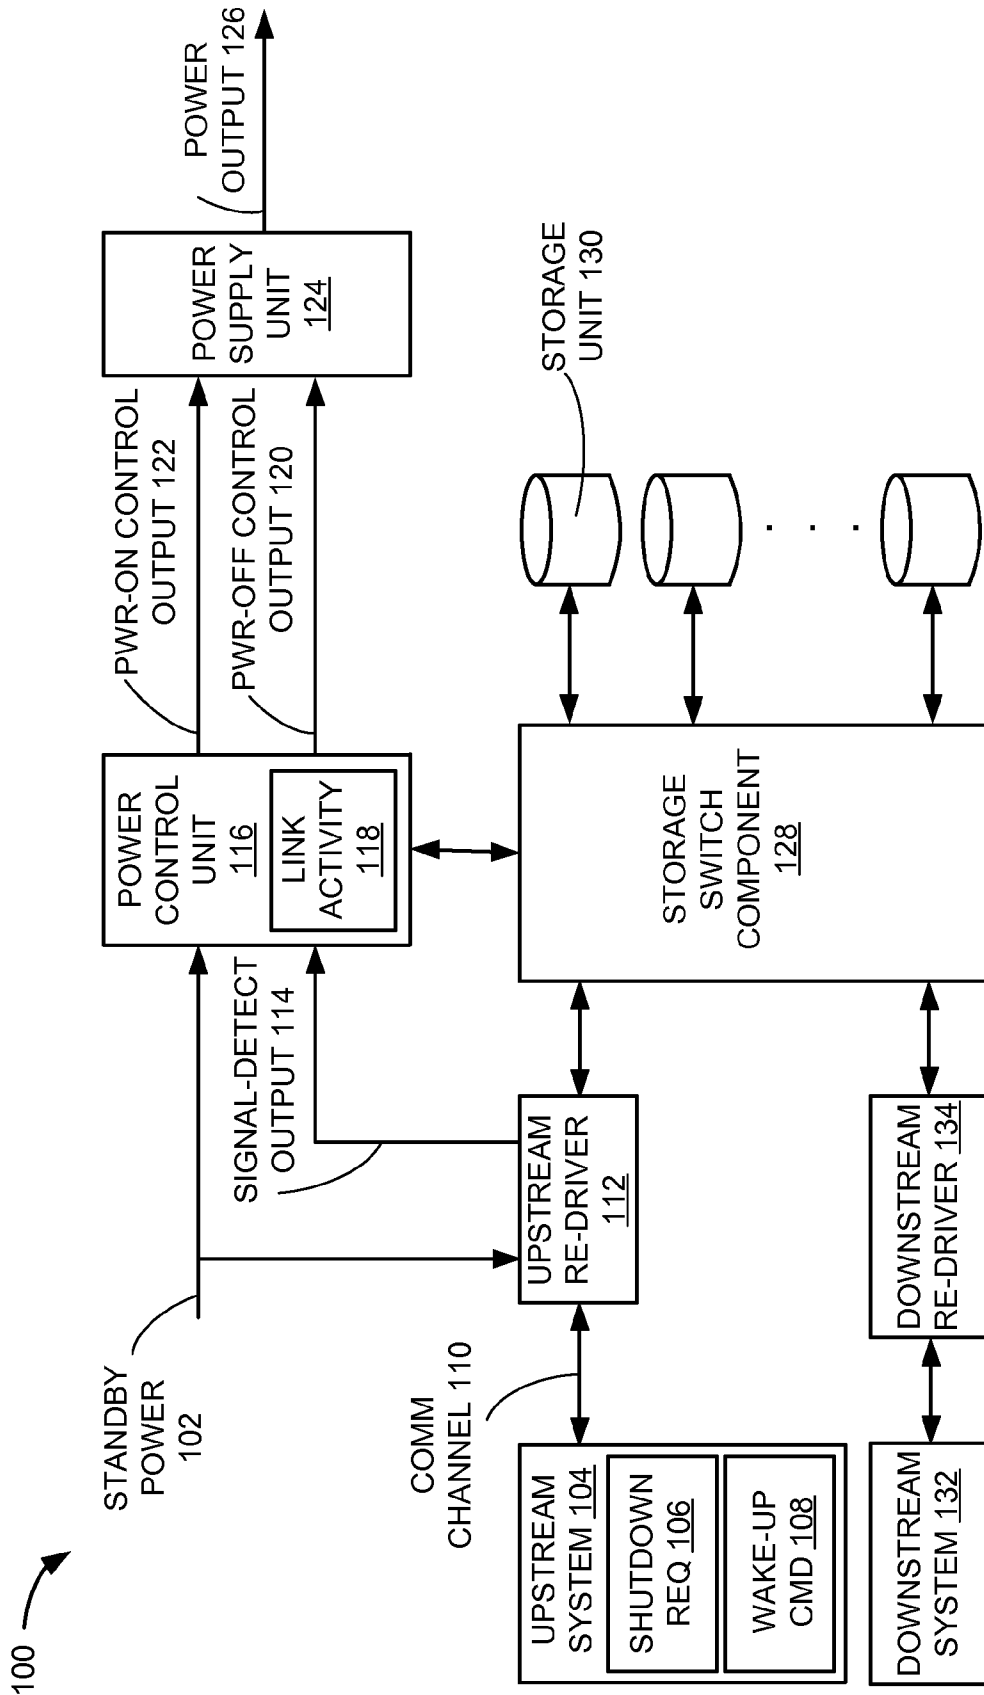 100
STANDBY
POWER
102
POWER
CONTROL
UNIT
116
LINK
ACTIVITY
118
PWR-ON CONTROL
OUTPUT 122
PWR-OFF CONTROL
OUTPUT 120
POWER
SUPPLY
UNIT
124
POWER
OUTPUT 126
SIGNAL-DETECT
OUTPUT 114
COMM
CHANNEL 110
UPSTREAM
SYSTEM 104
SHUTDOWN
REQ 106
WAKE-UP
CMD 108
UPSTREAM
RE-DRIVER
112
STORAGE
SWITCH
COMPONENT
128
STORAGE
UNIT 130
. . .
DOWNSTREAM
SYSTEM 132
DOWNSTREAM
RE-DRIVER 134